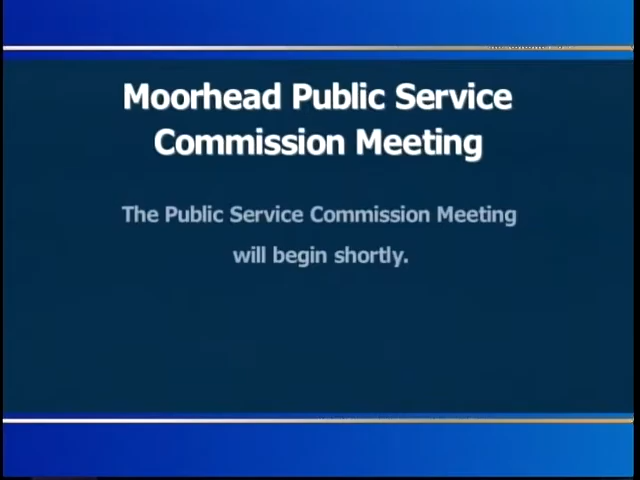 Moorhead Public Service
Commission Meeting
The Public Service Commission Meeting
will begin shortly.